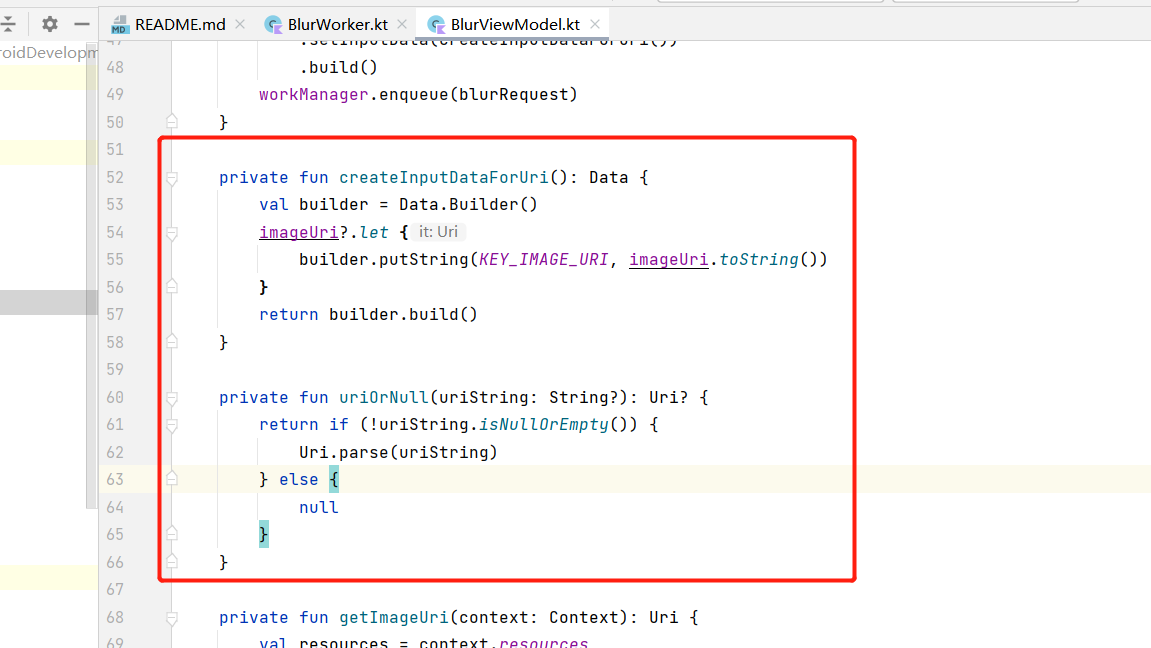 README.md
BlurWorker.kt
BlurViewModel.kt
roidDevelopm
47 .setInputData(createInputDataForUri())
48 .build()
49 workManager.enqueue(blurRequest)
50 }
51
52 private fun createInputDataForUri(): Data {
53 val builder = Data.Builder()
54 imageUri?.let { it: Uri
55 builder.putString(KEY_IMAGE_URI, imageUri.toString())
56 }
57 return builder.build()
58 }
59
60 private fun uriOrNull(uriString: String?): Uri? {
61 return if (!uriString.isNullOrEmpty()) {
62 Uri.parse(uriString)
63 } else {
64 null
65 }
66 }
67
68 private fun getImageUri(context: Context): Uri {
69 val resources = context.resources